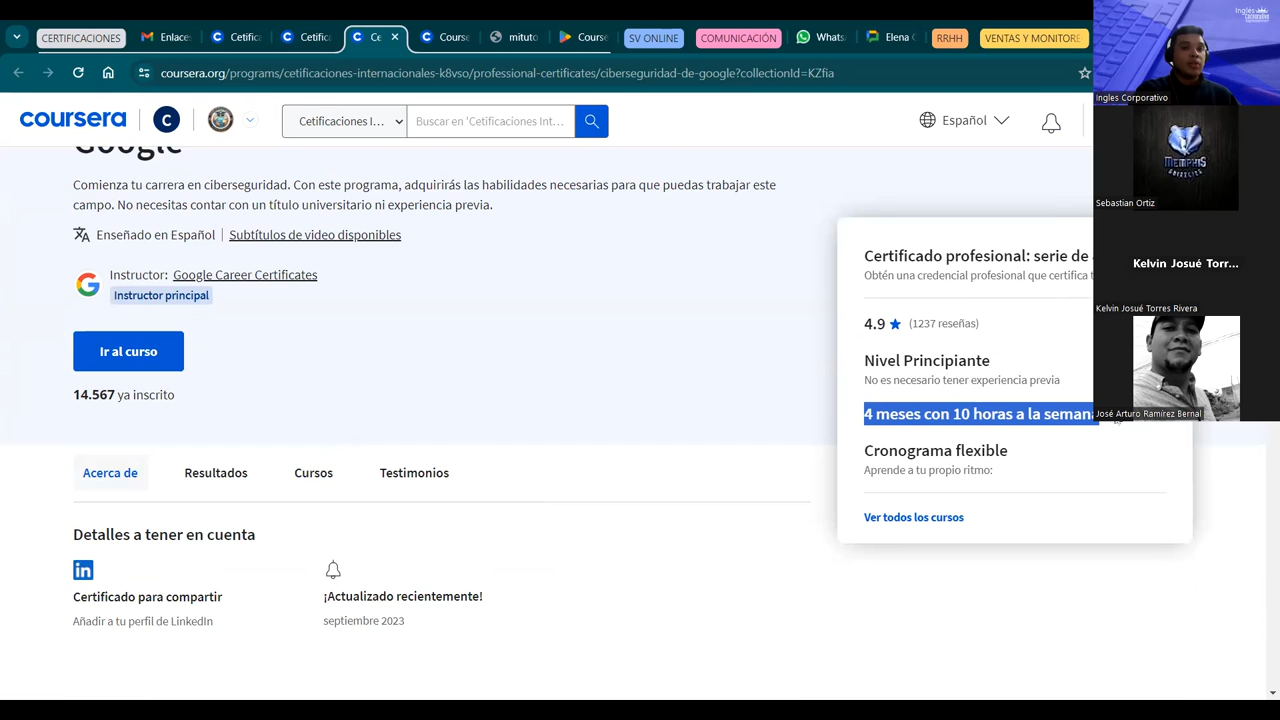 CERTIFICACIONES
Enlaces
Certific
Certific
Ce
Course
mituto
Course
SV ONLINE
COMUNICACIÓN
Whats
Elena C
RRHH
VENTAS Y MONITORE
coursera.org/programs/cetificaciones-internacionales-k8vso/professional-certificates/ciberseguridad-de-google?collectionId=KZfia
coursera
C
Cetificaciones I...
Buscar en 'Cetificaciones Int...
Español
Google
Comienza tu carrera en ciberseguridad. Con este programa, adquirirás las habilidades necesarias para que puedas trabajar este
campo. No necesitas contar con un título universitario ni experiencia previa.
Enseñado en Español
Subtítulos de video disponibles
Instructor: Google Career Certificates
Instructor principal
Ir al curso
14.567 ya inscrito
Certificado profesional: serie de
Obtén una credencial profesional que certifica t
4.9 (1237 reseñas)
Nivel Principiante
No es necesario tener experiencia previa
4 meses con 10 horas a la semana
Cronograma flexible
Aprende a tu propio ritmo:
Ver todos los cursos
Acerca de
Resultados
Cursos
Testimonios
Detalles a tener en cuenta
in
Certificado para compartir
Añadir a tu perfil de LinkedIn
¡Actualizado recientemente!
septiembre 2023
Inglés
Corporativo
Ingles Corporativo
MEMPHIS
GRIZZLIES
Sebastian Ortiz
Kelvin Josué Torr...
Kelvin Josué Torres Rivera
José Arturo Ramírez Bernal